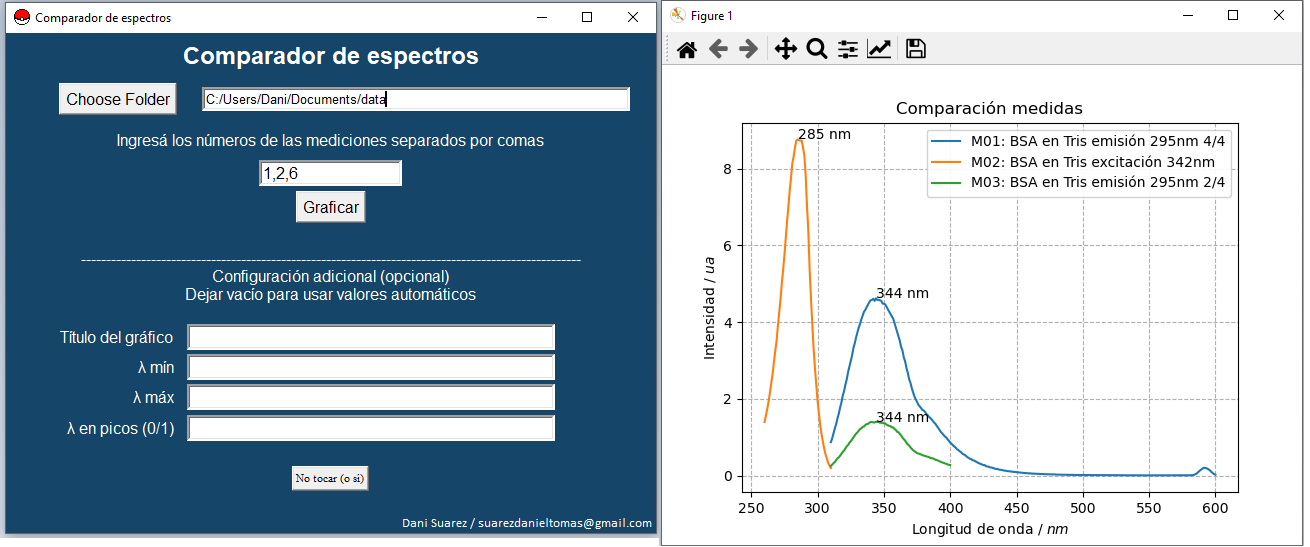 Comparador de espectros
Comparador de espectros
Choose Folder
C:/Users/Dani/Documents/data
Ingresá los números de las mediciones separados por comas
1,2,6
Graficar
Configuración adicional (opcional)
Dejar vacío para usar valores automáticos
Título del gráfico
λ mín
λ máx
λ en picos (0/1)
No tocar (o si)
Dani Suarez / suarezdanieltomas@gmail.com
Figure 1
Comparación medidas
285 nm
M01: BSA en Tris emisión 295nm 4/4
M02: BSA en Tris excitación 342nm
M03: BSA en Tris emisión 295nm 2/4
344 nm
344 nm
8
6
4
2
0
Intensidad / ua
250 300 350 400 450 500 550 600
Longitud de onda / nm